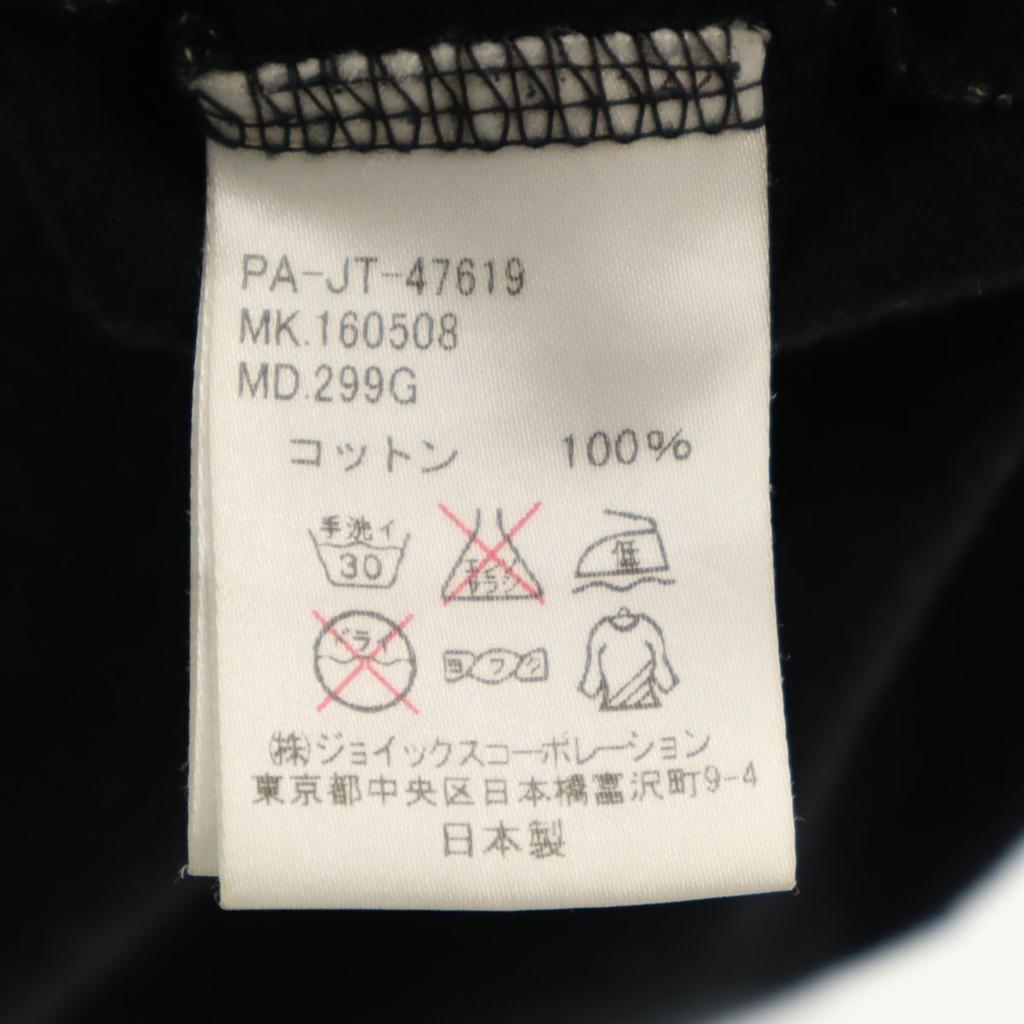 PA-JT-47619
MK.160508
MD.299G
コットン 100%
手洗イ 30
エンソ サラシ
低
ドライ
ヨワク
(株)ジョイックスコーポレーション
東京都中央区日本橋富沢町9-4
日本製